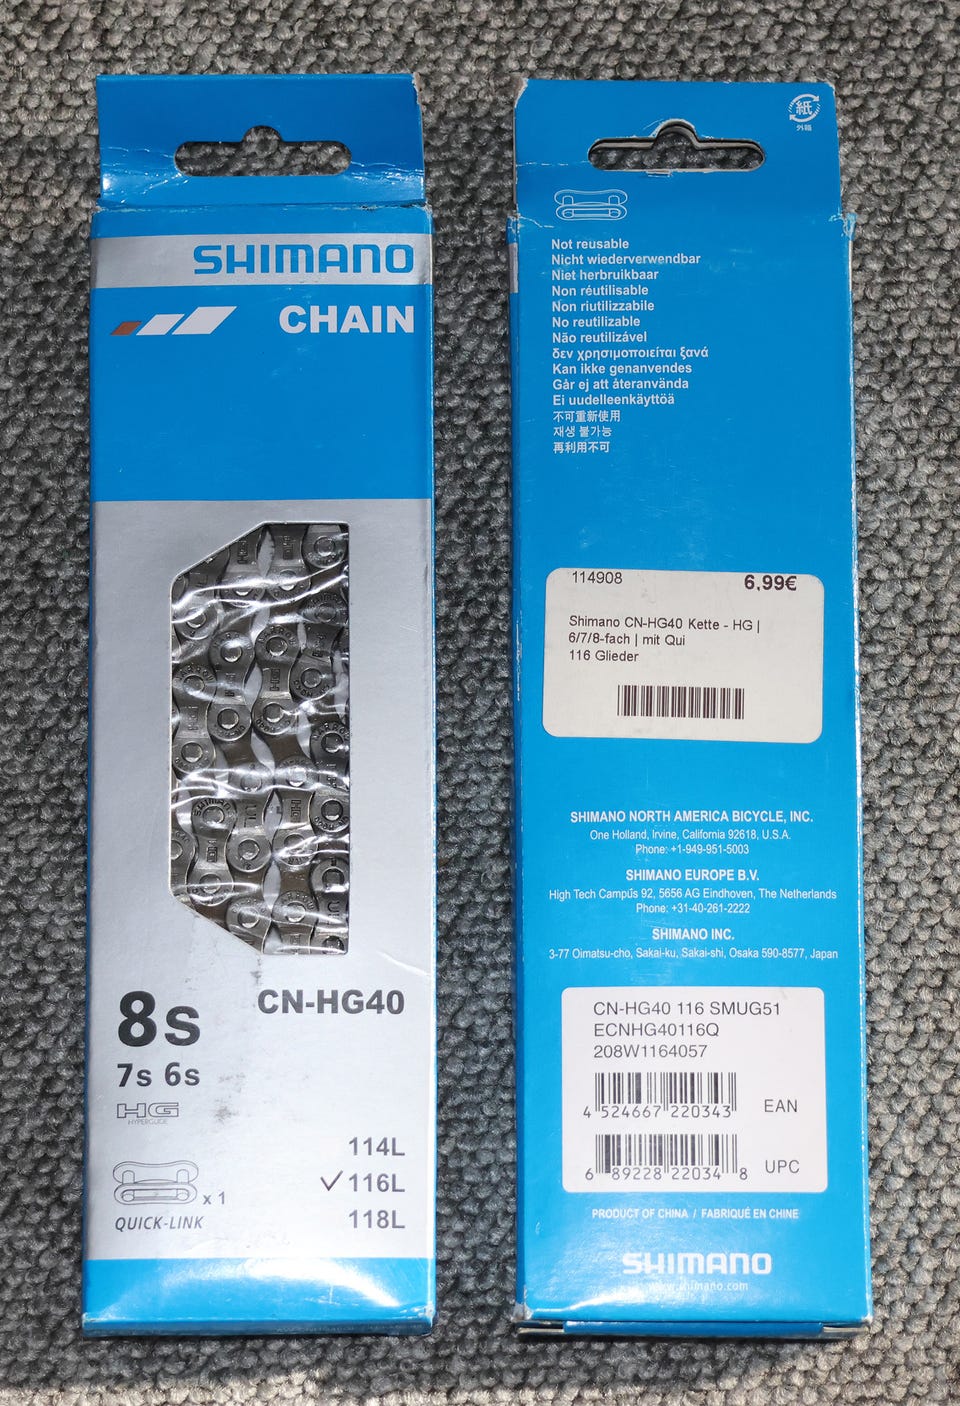 SHIMANO
CHAIN
8s
CN-HG40
7s 6s
HG
HYPERGLIDE
114L
✓116L
x 1
QUICK-LINK
118L
紙
外箱
Not reusable
Nicht wiederverwendbar
Niet herbruikbaar
Non réutilisable
Non riutilizzabile
No reutilizable
Não reutilizável
δεν χρησιμοποιείται ξανά
Kan ikke genanvendes
Går ej att återanvända
Ei uudelleenkäyttöä
不可重新使用
재생 불가능
再利用不可
114908 6,99€
Shimano CN-HG40 Kette - HG |
6/7/8-fach | mit Qui
116 Glieder
SHIMANO NORTH AMERICA BICYCLE, INC.
One Holland, Irvine, California 92618, U.S.A.
Phone: +1-949-951-5003
SHIMANO EUROPE B.V.
High Tech Campus 92, 5656 AG Eindhoven, The Netherlands
Phone: +31-40-261-2222
SHIMANO INC.
3-77 Oimatsu-cho, Sakai-ku, Sakai-shi, Osaka 590-8577, Japan
CN-HG40 116 SMUG51
ECNHG40116Q
208W1164057
4 524667 220343 EAN
6 89228 22034 8 UPC
PRODUCT OF CHINA / FABRIQUÉ EN CHINE
SHIMANO
www.shimano.com